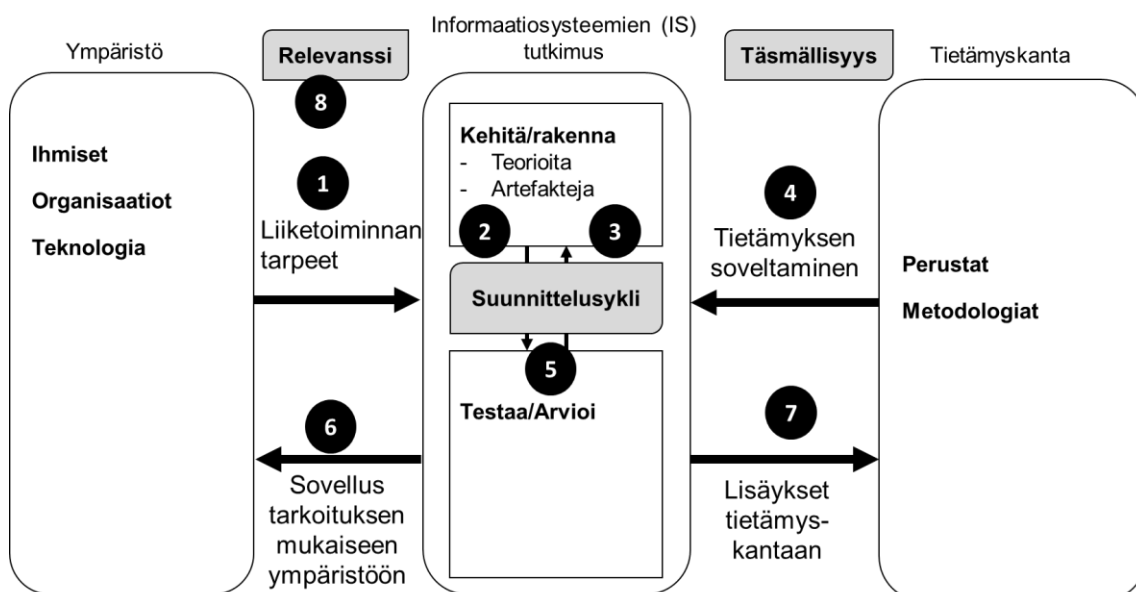 Ympäristö
Relevanssi
Informaatiosysteemien (IS)
tutkimus
Täsmällisyys
Tietämyskanta
8
Ihmiset
Organisaatiot
Teknologia
1
Liiketoiminnan
tarpeet
Kehitä/rakenna
- Teorioita
- Artefakteja
2
3
Suunnittelusykli
5
Testaa/Arvioi
4
Tietämyksen
soveltaminen
Perustat
Metodologiat
6
Sovellus
tarkoituksen
mukaiseen
ympäristöön
7
Lisäykset
tietämys-
kantaan